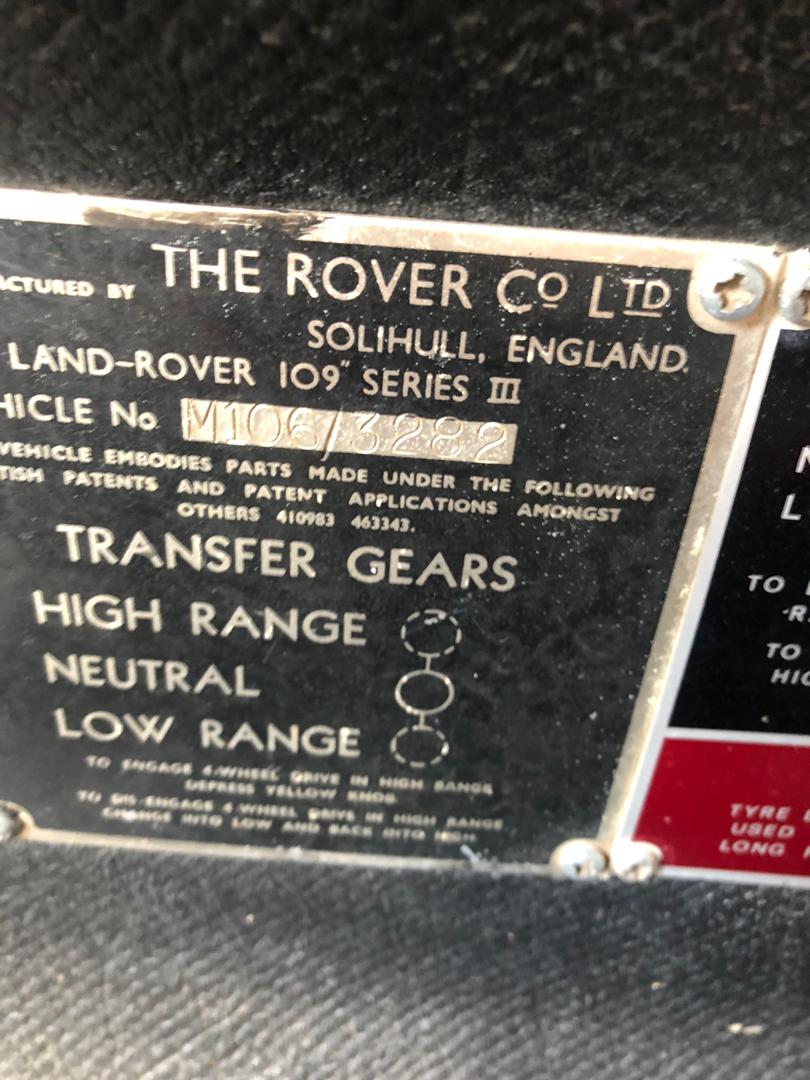 ACTURED BY THE ROVER Cº LTD
SOLIHULL, ENGLAND.
LAND-ROVER 109" SERIES III
HICLE No M106/3282
VEHICLE EMBODIES PARTS MADE UNDER THE FOLLOWING
TISH PATENTS AND PATENT APPLICATIONS AMONGST
OTHERS 410983 463343.
TRANSFER GEARS
HIGH RANGE
NEUTRAL
LOW RANGE
TO ENGAGE 4-WHEEL DRIVE IN HIGH RANGE
DEPRESS YELLOW KNOB
TO DIS-ENGAGE 4 WHEEL DRIVE IN HIGH RANGE
CHANGE INTO LOW AND BACK INTO HIGH
L
TO
TO
HIG
TYRE
USED
LONG